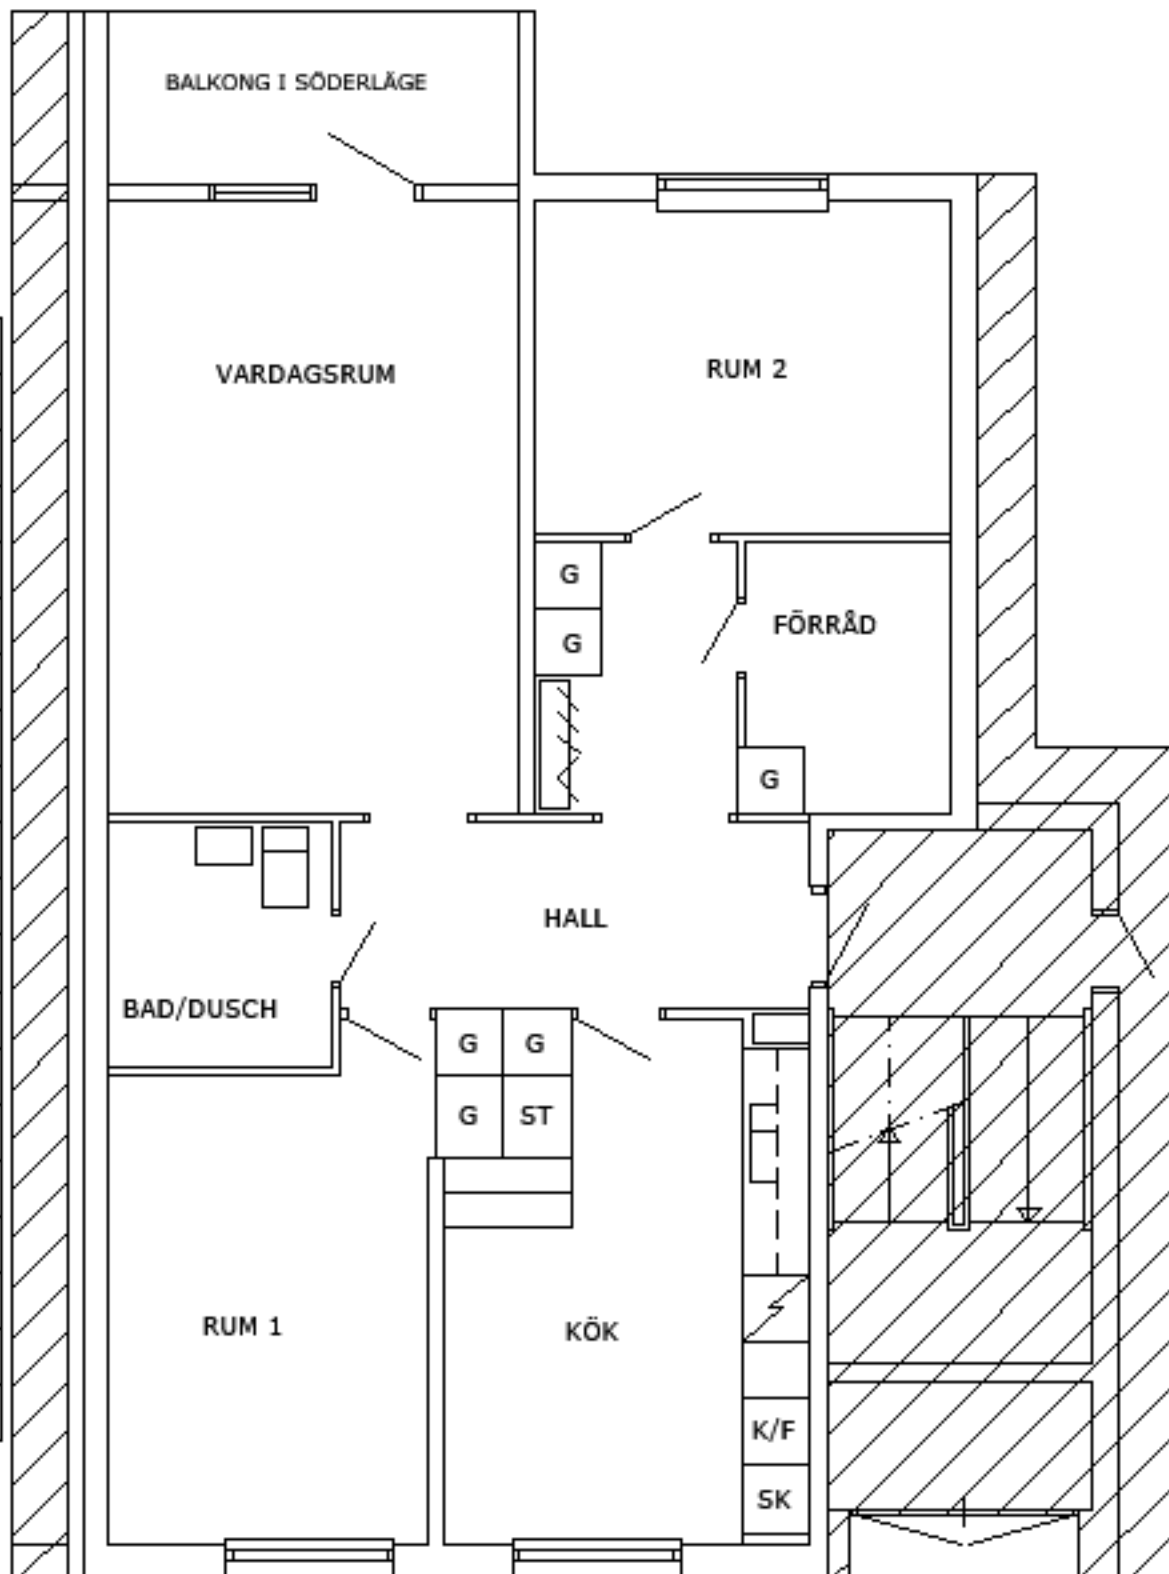 BALKONG I SÖDERLÄGE
VARDAGSRUM
RUM 2
G
G
FÖRRÅD
G
HALL
BAD/DUSCH
G G
G ST
RUM 1
KÖK
K/F
SK